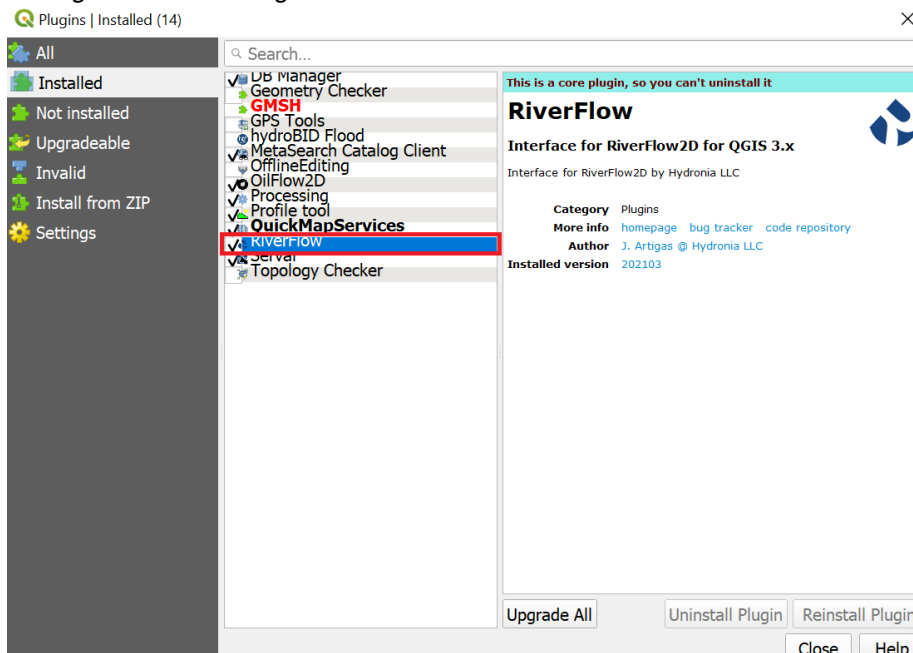 Plugins | Installed (14)
All
Installed
Not installed
Upgradeable
Invalid
Install from ZIP
Settings
Search...
DB Manager
Geometry Checker
GMSH
GPS Tools
hydroBID Flood
MetaSearch Catalog Client
OfflineEditing
OilFlow2D
Processing
Profile tool
QuickMapServices
RiverFlow
Serval
Topology Checker
This is a core plugin, so you can't uninstall it
RiverFlow
Interface for RiverFlow2D for QGIS 3.x
Interface for RiverFlow2D by Hydronia LLC
Category Plugins
More info homepage bug tracker code repository
Author J. Artigas @ Hydronia LLC
Installed version 202103
Upgrade All Uninstall Plugin Reinstall Plugin
Close Help